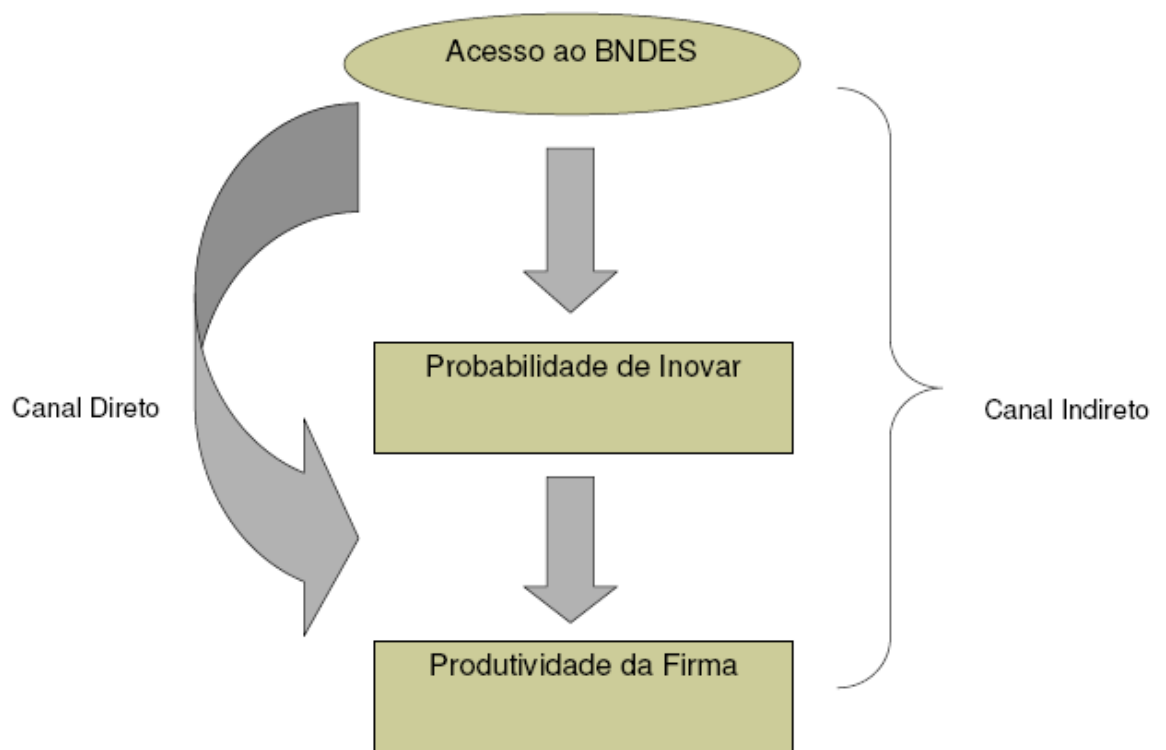 Acesso ao BNDES
Probabilidade de Inovar
Canal Direto
Canal Indireto
Produtividade da Firma